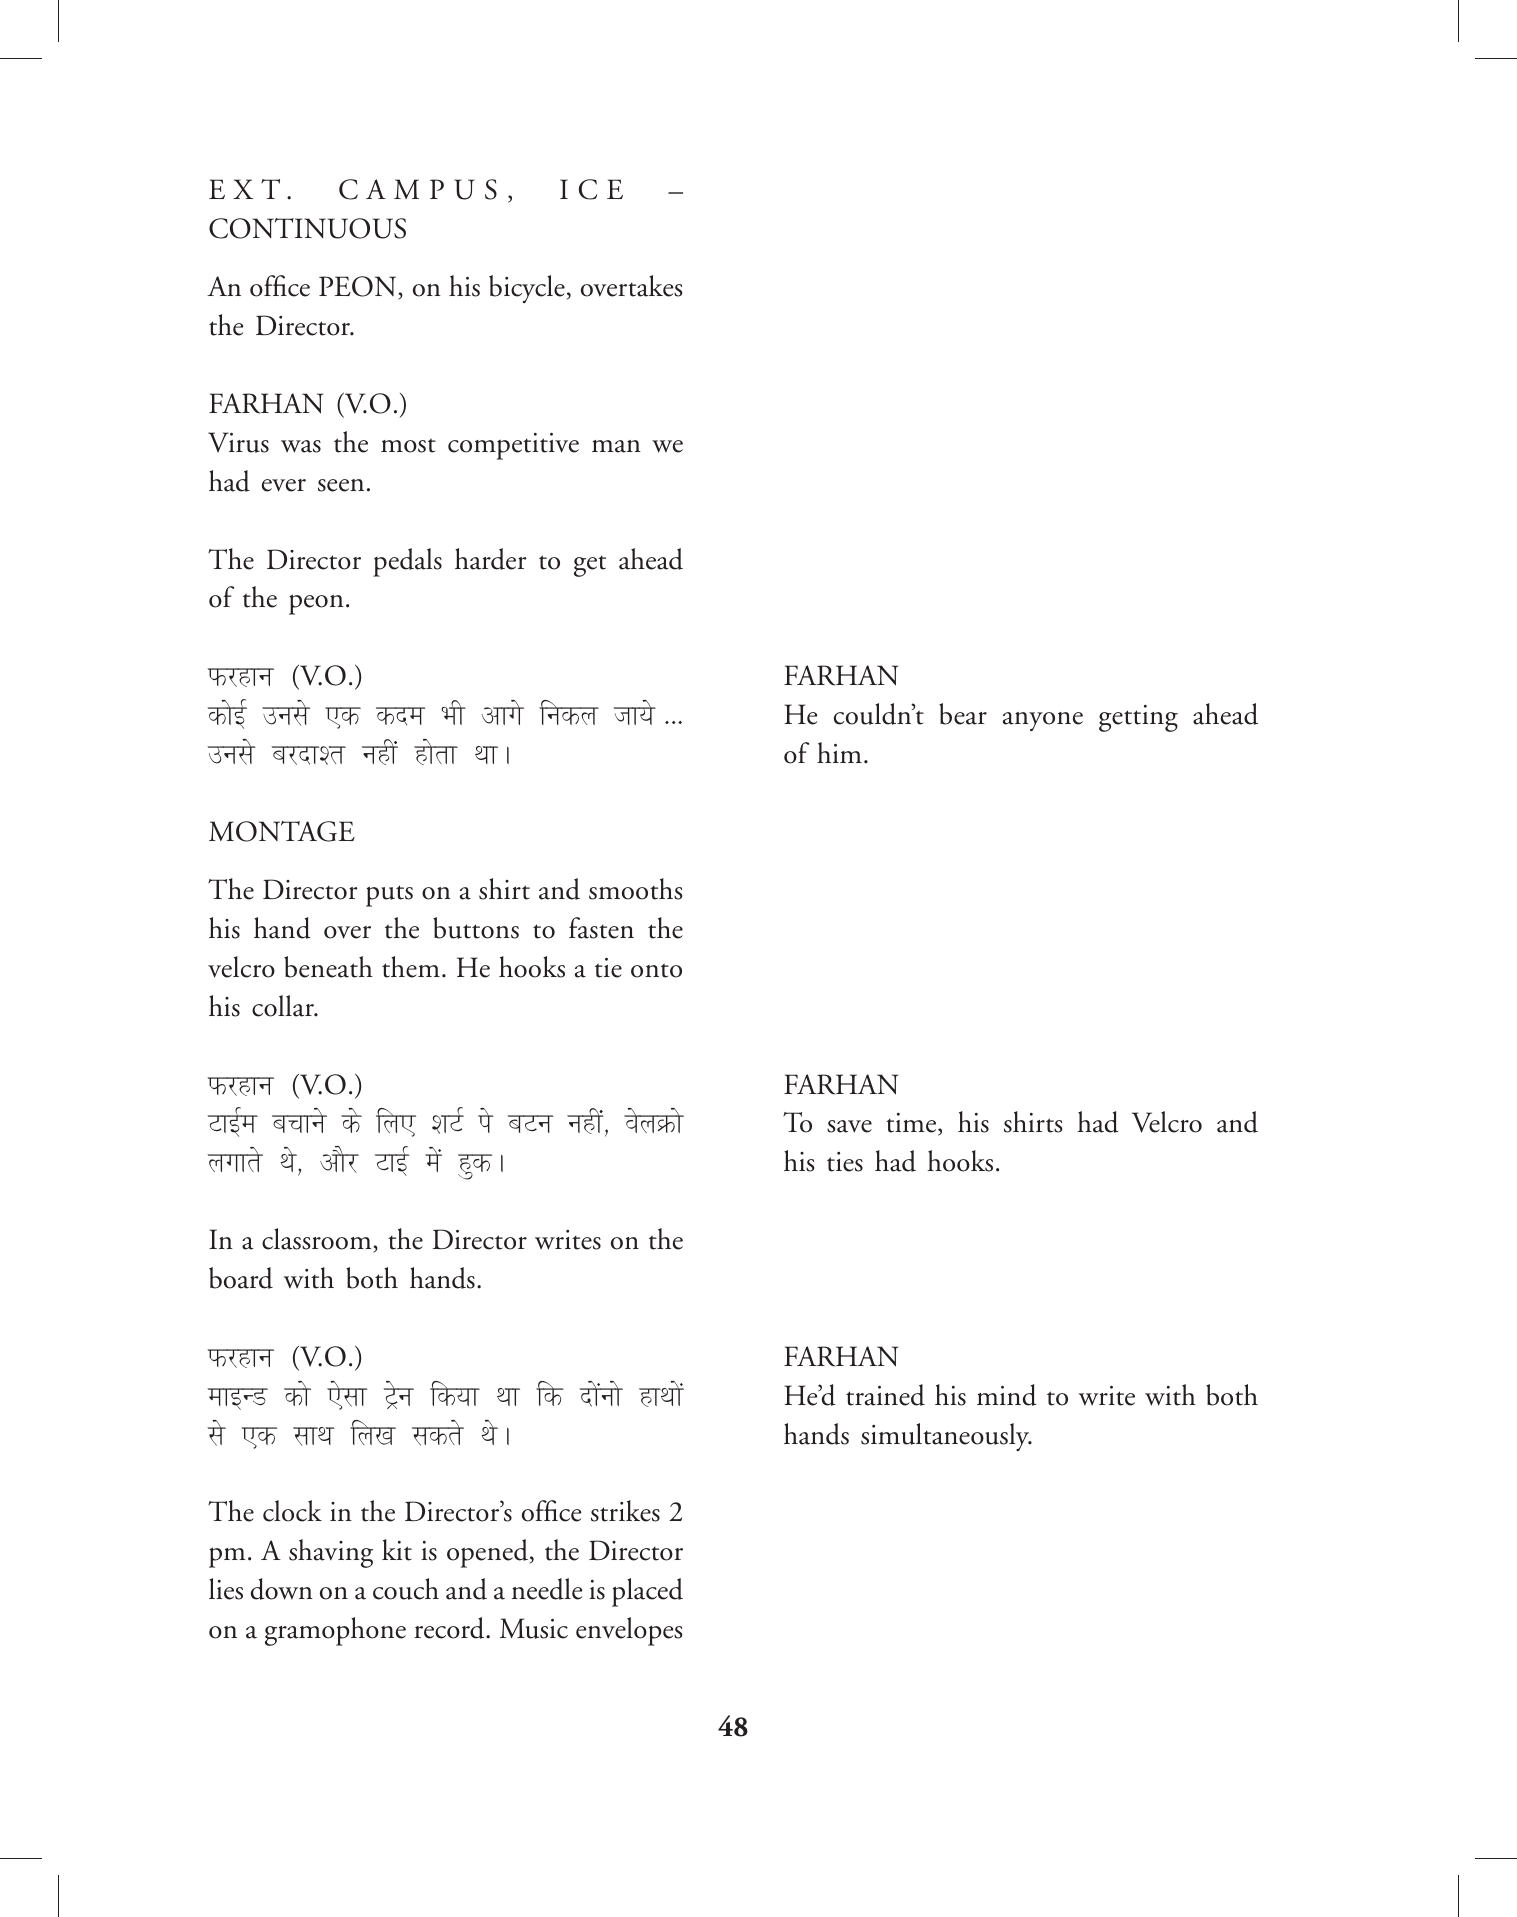 EXT. CAMPUS, ICE –
CONTINUOUS
An office PEON, on his bicycle, overtakes
the Director.
FARHAN (V.O.)
Virus was the most competitive man we
had ever seen.
The Director pedals harder to get ahead
of the peon.
फरहान (V.O.)
कोई उनसे एक कदम भी आगे निकल जाये ...
उनसे बरदाश्त नहीं होता था।
FARHAN
He couldn’t bear anyone getting ahead
of him.
MONTAGE
The Director puts on a shirt and smooths
his hand over the buttons to fasten the
velcro beneath them. He hooks a tie onto
his collar.
फरहान (V.O.)
टाईम बचाने के लिए शर्ट पे बटन नहीं, वेलक्रो
लगाते थे, और टाई में हुक।
FARHAN
To save time, his shirts had Velcro and
his ties had hooks.
In a classroom, the Director writes on the
board with both hands.
फरहान (V.O.)
माइन्ड को ऐसा ट्रेन किया था कि दोंनो हाथों
से एक साथ लिख सकते थे।
FARHAN
He’d trained his mind to write with both
hands simultaneously.
The clock in the Director’s office strikes 2
pm. A shaving kit is opened, the Director
lies down on a couch and a needle is placed
on a gramophone record. Music envelopes
48